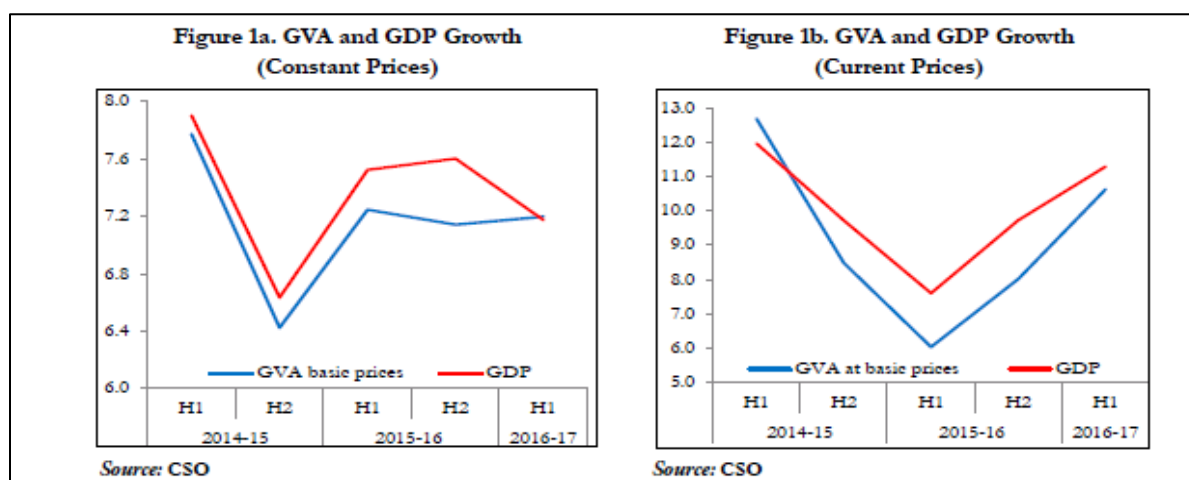 Figure 1a. GVA and GDP Growth
(Constant Prices)
8.0
7.6
7.2
6.8
6.4
6.0
GVA basic prices GDP
H1 H2 H1 H2 H1
2014-15 2015-16 2016-17
Source: CSO
Figure 1b. GVA and GDP Growth
(Current Prices)
13.0
12.0
11.0
10.0
9.0
8.0
7.0
6.0
5.0
GVA at basic prices GDP
H1 H2 H1 H2 H1
2014-15 2015-16 2016-17
Source: CSO